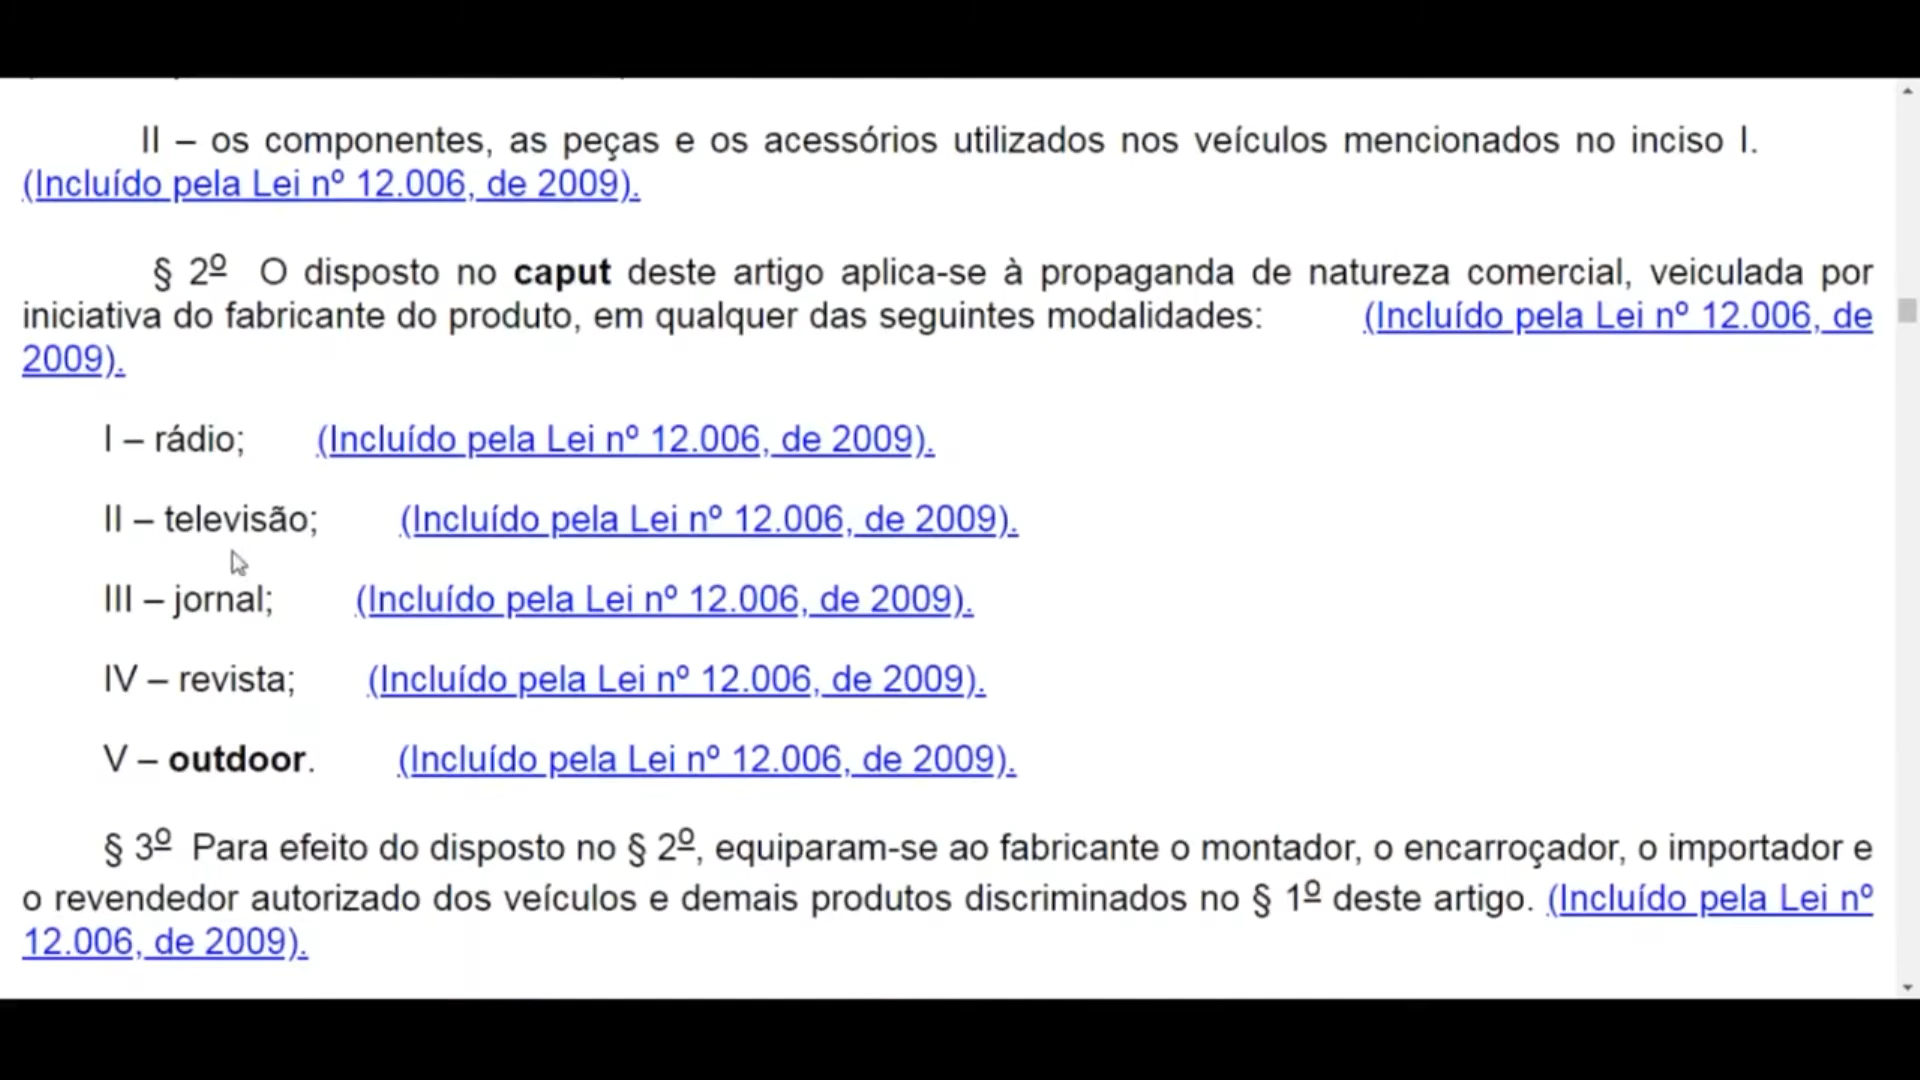 II – os componentes, as peças e os acessórios utilizados nos veículos mencionados no inciso I.
(Incluído pela Lei nº 12.006, de 2009).
§ 2º O disposto no caput deste artigo aplica-se à propaganda de natureza comercial, veiculada por
iniciativa do fabricante do produto, em qualquer das seguintes modalidades: (Incluído pela Lei nº 12.006, de
2009).
I – rádio; (Incluído pela Lei nº 12.006, de 2009).
II – televisão; (Incluído pela Lei nº 12.006, de 2009).
III – jornal; (Incluído pela Lei nº 12.006, de 2009).
IV – revista; (Incluído pela Lei nº 12.006, de 2009).
V – outdoor. (Incluído pela Lei nº 12.006, de 2009).
§ 3º Para efeito do disposto no § 2º, equiparam-se ao fabricante o montador, o encarroçador, o importador e
o revendedor autorizado dos veículos e demais produtos discriminados no § 1º deste artigo. (Incluído pela Lei nº
12.006, de 2009).